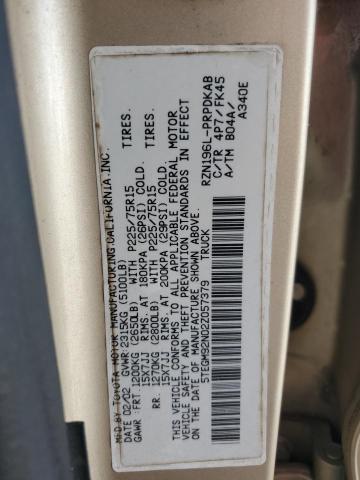 MFD BY TOYOTA MOTOR MANUFACTURING CALIFORNIA INC.
DATE 02/02 GVWR:2315KG (5100LB)
GAWR : FRT. 1200KG (2650LB) WITH P225/75R15 TIRES.
15X7JJ RIMS. AT 180KPA (26PSI) COLD.
RR. 1270KG (2800LB) WITH P225/75R15 TIRES.
15X7JJ RIMS. AT 200KPA (29PSI) COLD.
THIS VEHICLE CONFORMS TO ALL APPLICABLE FEDERAL MOTOR
VEHICLE SAFETY AND THEFT PREVENTION STANDARDS IN EFFECT
ON THE DATE OF MANUFACTURE SHOWN ABOVE.
5TEGM92N02Z057379 TRUCK
RZN196L-PRPDKAB
C/TR 4P7/FK45
A/TM B04A/
A340E